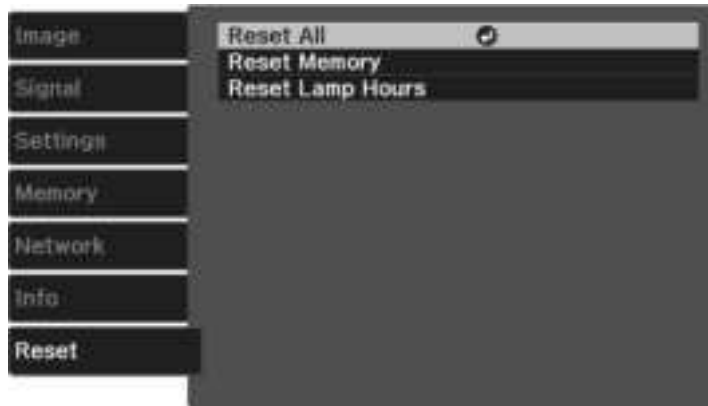 Image
Signal
Settings
Memory
Network
Info
Reset
Reset All
Reset Memory
Reset Lamp Hours